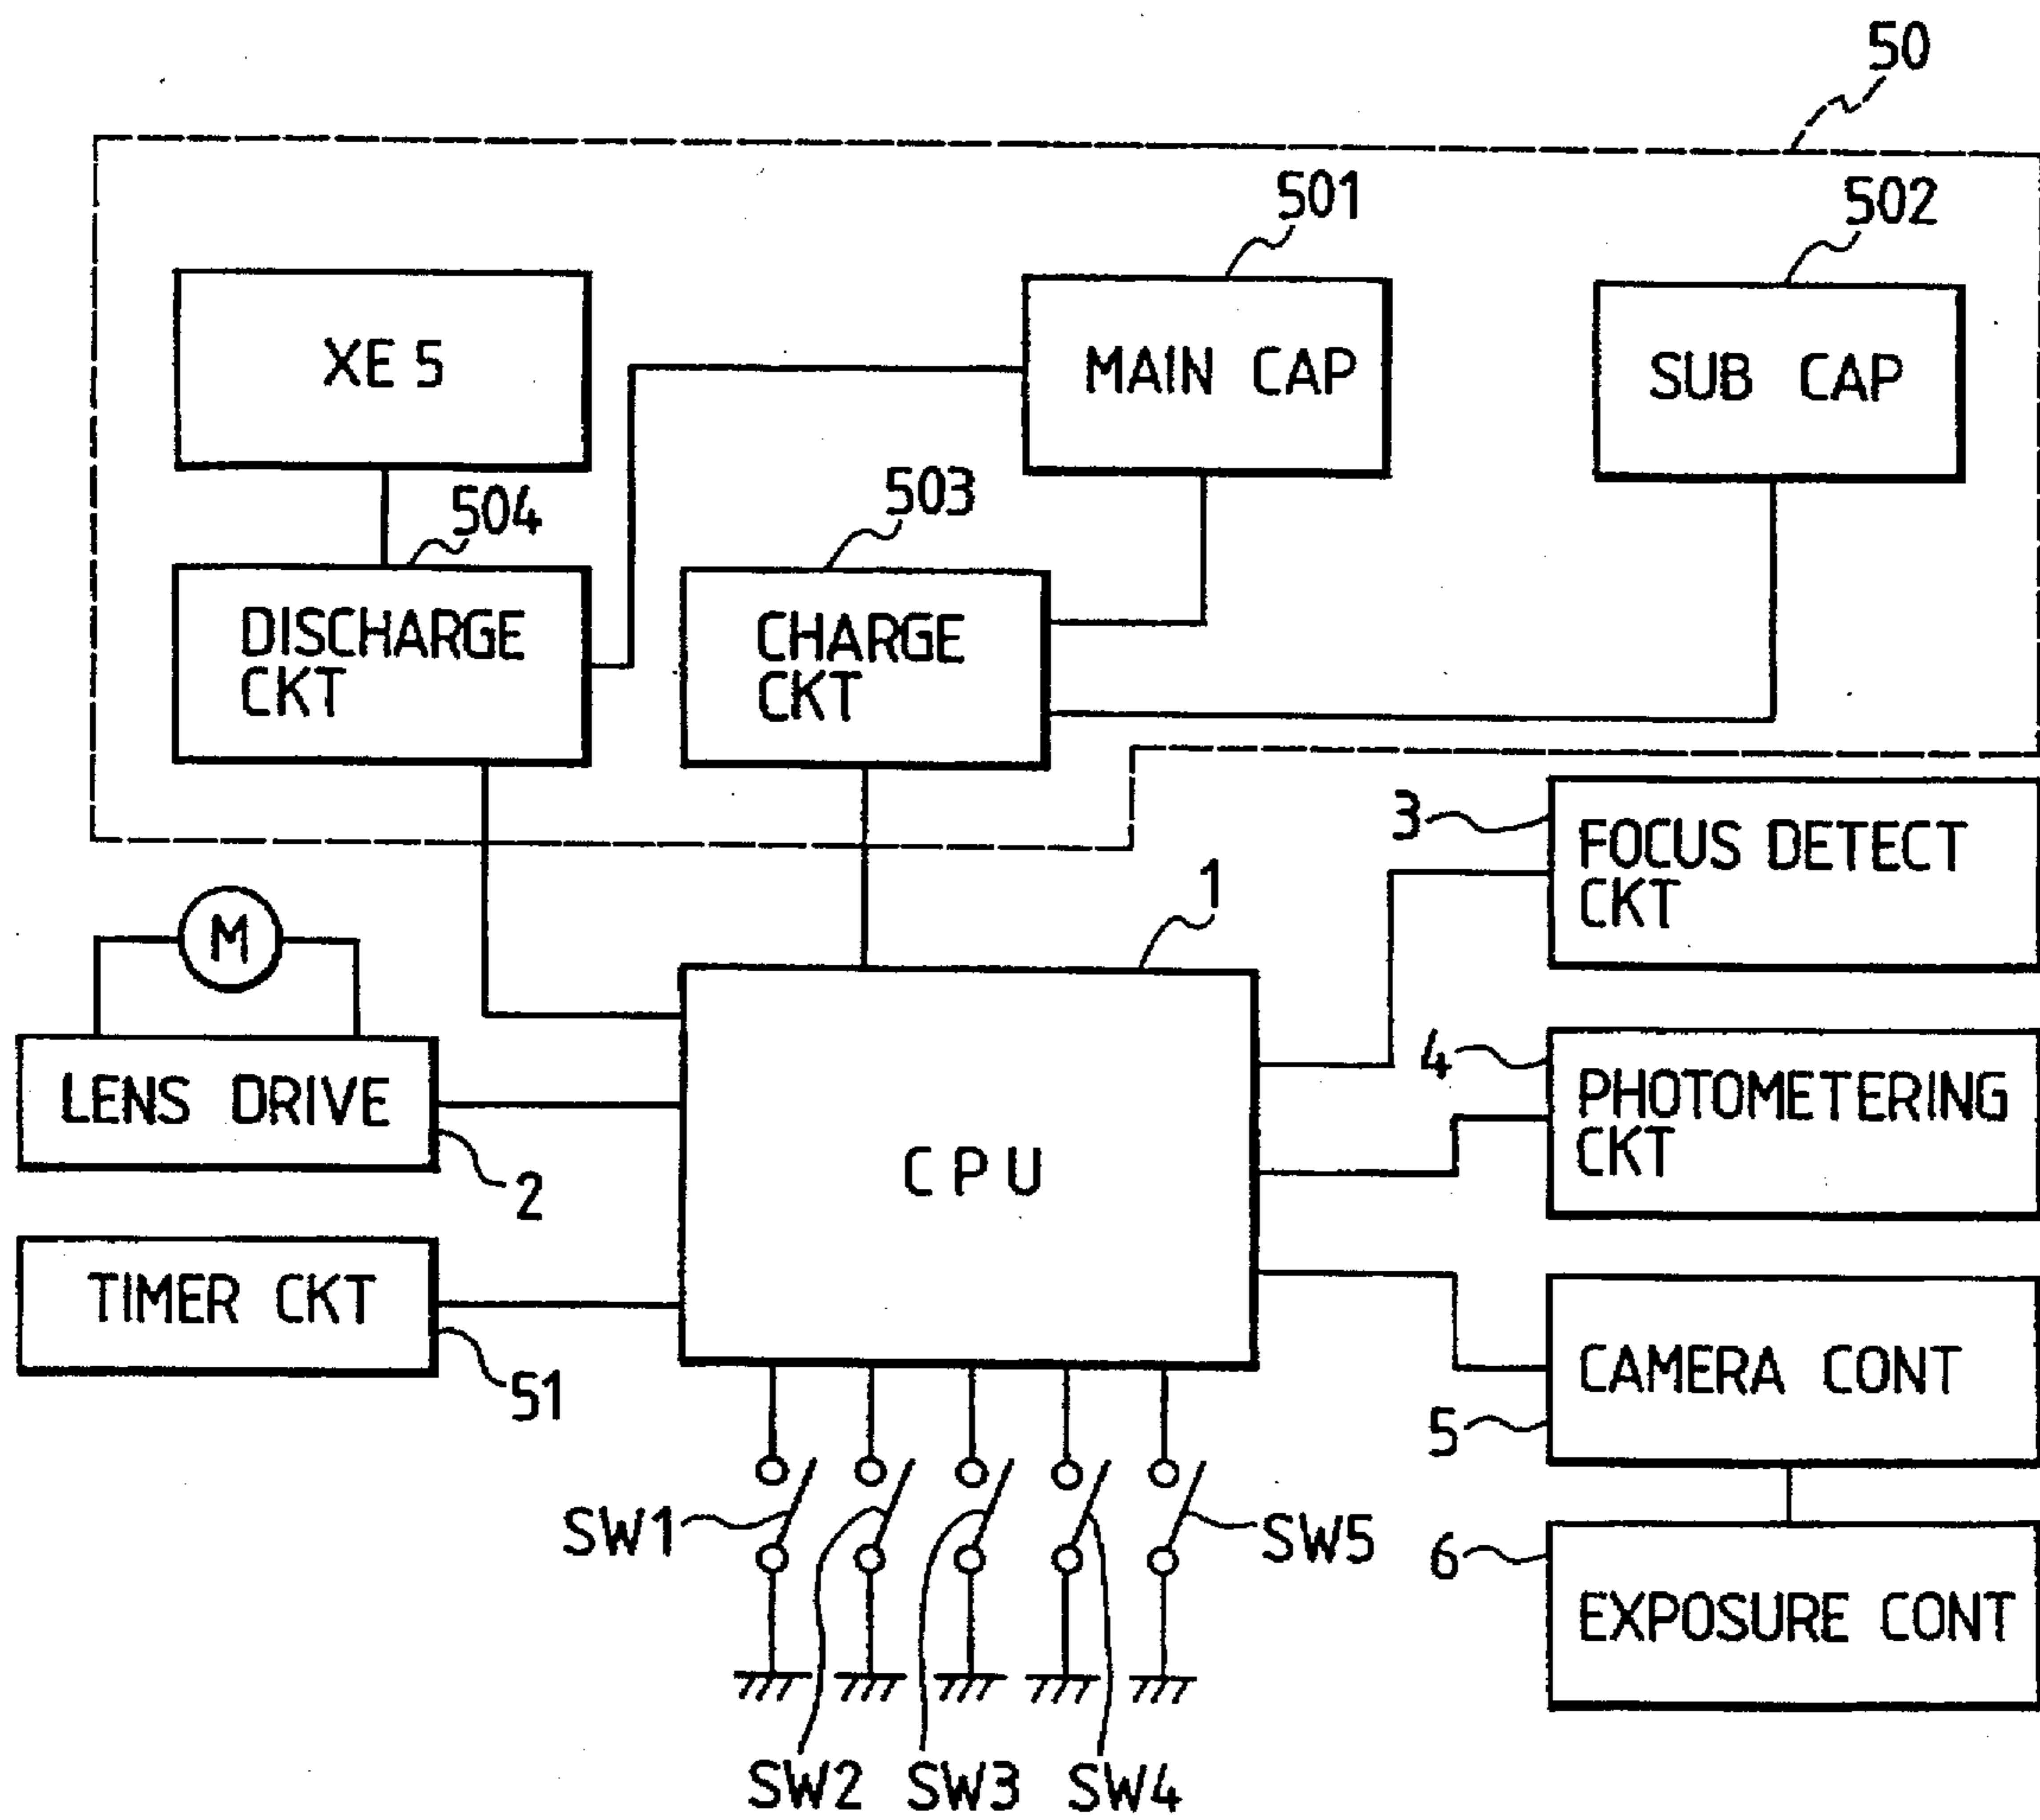 50
501
502
XE 5
MAIN CAP
SUB CAP
504
503
DISCHARGE
CKT
CHARGE
CKT
3
FOCUS DETECT
CKT
1
M
LENS DRIVE
2
4
PHOTOMETERING
CKT
CPU
TIMER CKT
51
CAMERA CONT
5
SW1
SW5
6
EXPOSURE CONT
SW2
SW3
SW4